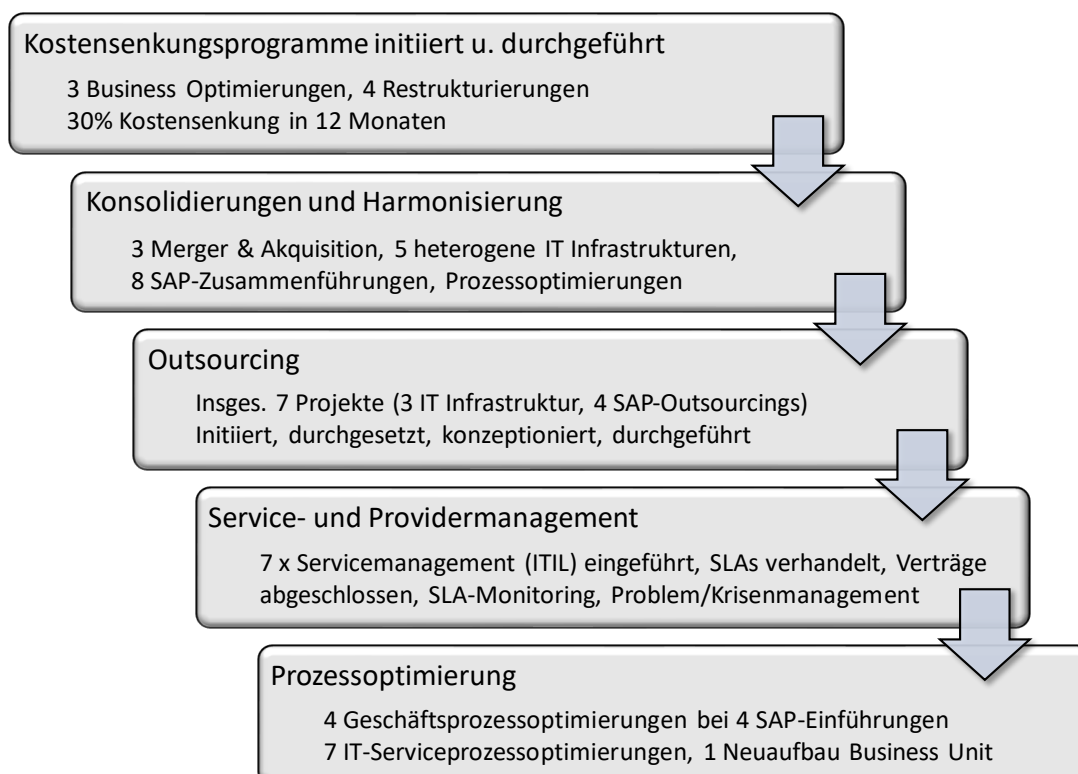 Kostensenkungsprogramme initiiert u. durchgeführt
3 Business Optimierungen, 4 Restrukturierungen
30% Kostensenkung in 12 Monaten
Konsolidierungen und Harmonisierung
3 Merger & Akquisition, 5 heterogene IT Infrastrukturen,
8 SAP-Zusammenführungen, Prozessoptimierungen
Outsourcing
Insges. 7 Projekte (3 IT Infrastruktur, 4 SAP-Outsourcings)
Initiiert, durchgesetzt, konzeptioniert, durchgeführt
Service- und Providermanagement
7 x Servicemanagement (ITIL) eingeführt, SLAs verhandelt, Verträge
abgeschlossen, SLA-Monitoring, Problem/Krisenmanagement
Prozessoptimierung
4 Geschäftsprozessoptimierungen bei 4 SAP-Einführungen
7 IT-Serviceprozessoptimierungen, 1 Neuaufbau Business Unit